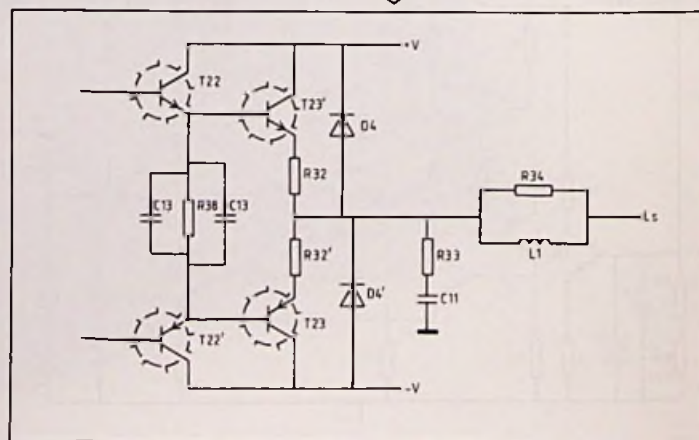 +V
T22
T23'
D4
R32
R34
C13
R38
C13
Ls
L1
R32'
R33
D4'
C11
T23
T22'
-V